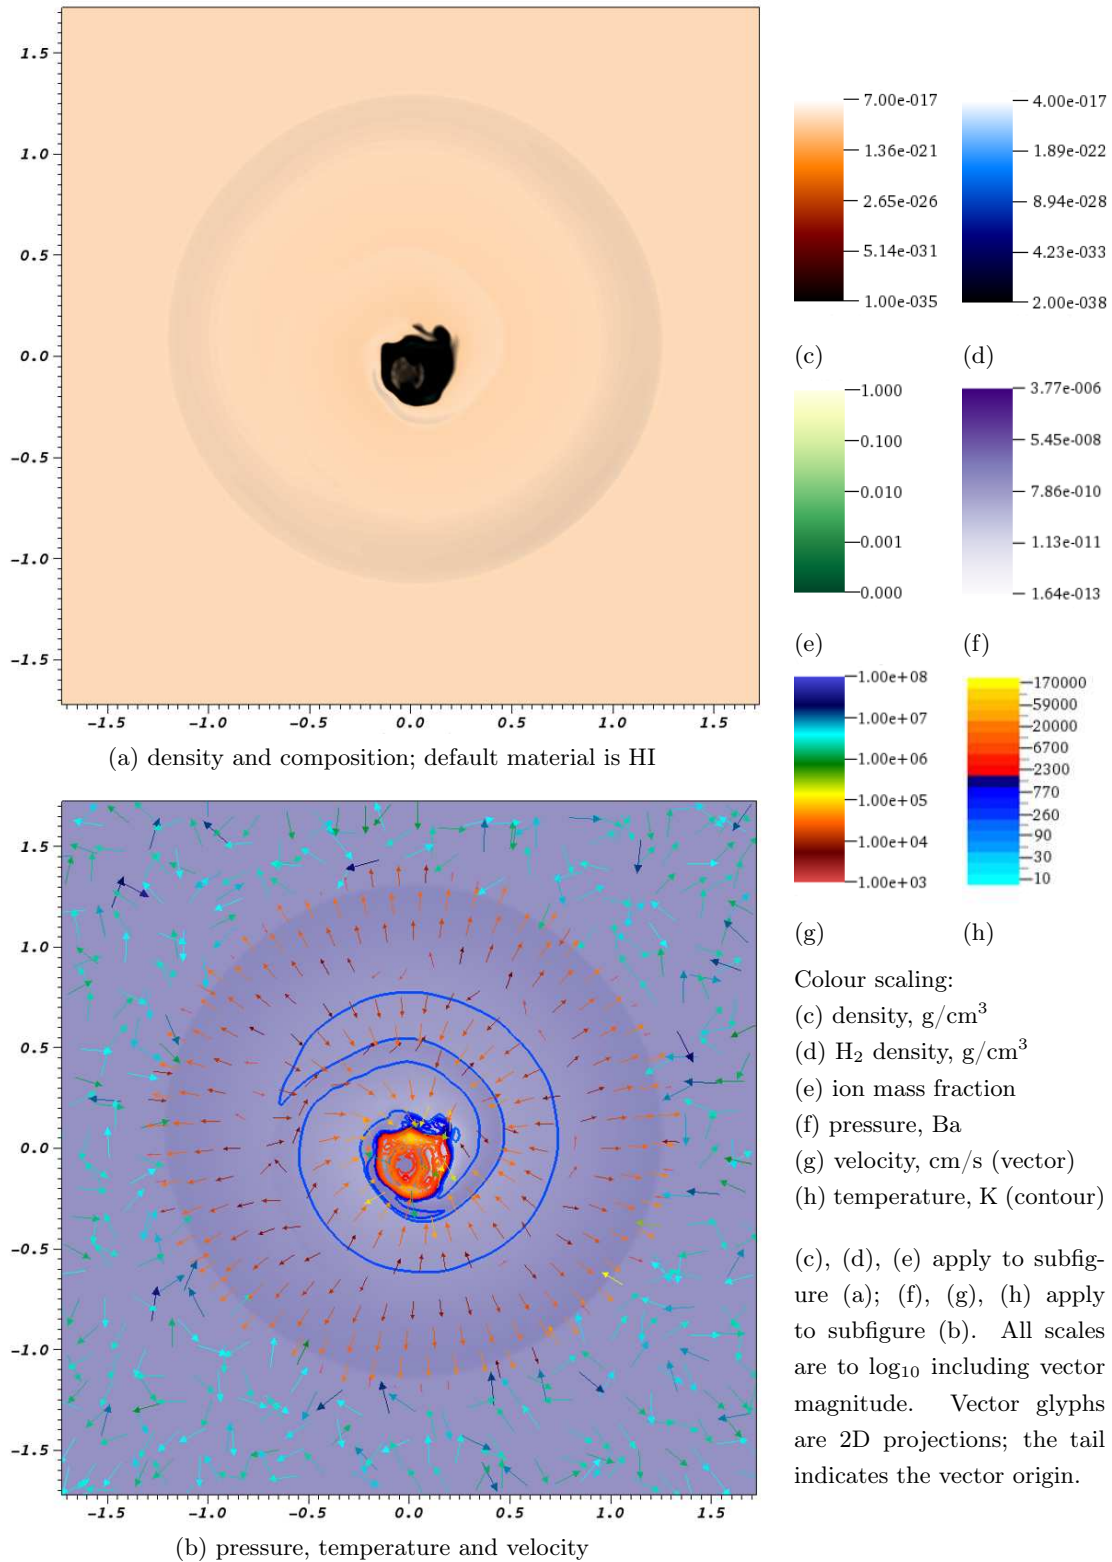 1.5
1.0
0.5
0.0
−0.5
−1.0
−1.5
−1.5 −1.0 −0.5 0.0 0.5 1.0 1.5
(a) density and composition; default material is HI
1.5
1.0
0.5
0.0
−0.5
−1.0
−1.5
−1.5 −1.0 −0.5 0.0 0.5 1.0 1.5
(b) pressure, temperature and velocity
7.00e-017
1.36e-021
2.65e-026
5.14e-031
1.00e-035
(c)
4.00e-017
1.89e-022
8.94e-028
4.23e-033
2.00e-038
(d)
1.000
0.100
0.010
0.001
0.000
(e)
3.77e-006
5.45e-008
7.86e-010
1.13e-011
1.64e-013
(f)
1.00e+08
1.00e+07
1.00e+06
1.00e+05
1.00e+04
1.00e+03
(g)
170000
59000
20000
6700
2300
770
260
90
30
10
(h)
Colour scaling:
(c) density, g/cm³
(d) H₂ density, g/cm³
(e) ion mass fraction
(f) pressure, Ba
(g) velocity, cm/s (vector)
(h) temperature, K (contour)
(c), (d), (e) apply to subfig-
ure (a); (f), (g), (h) apply
to subfigure (b). All scales
are to log₁₀ including vector
magnitude. Vector glyphs
are 2D projections; the tail
indicates the vector origin.